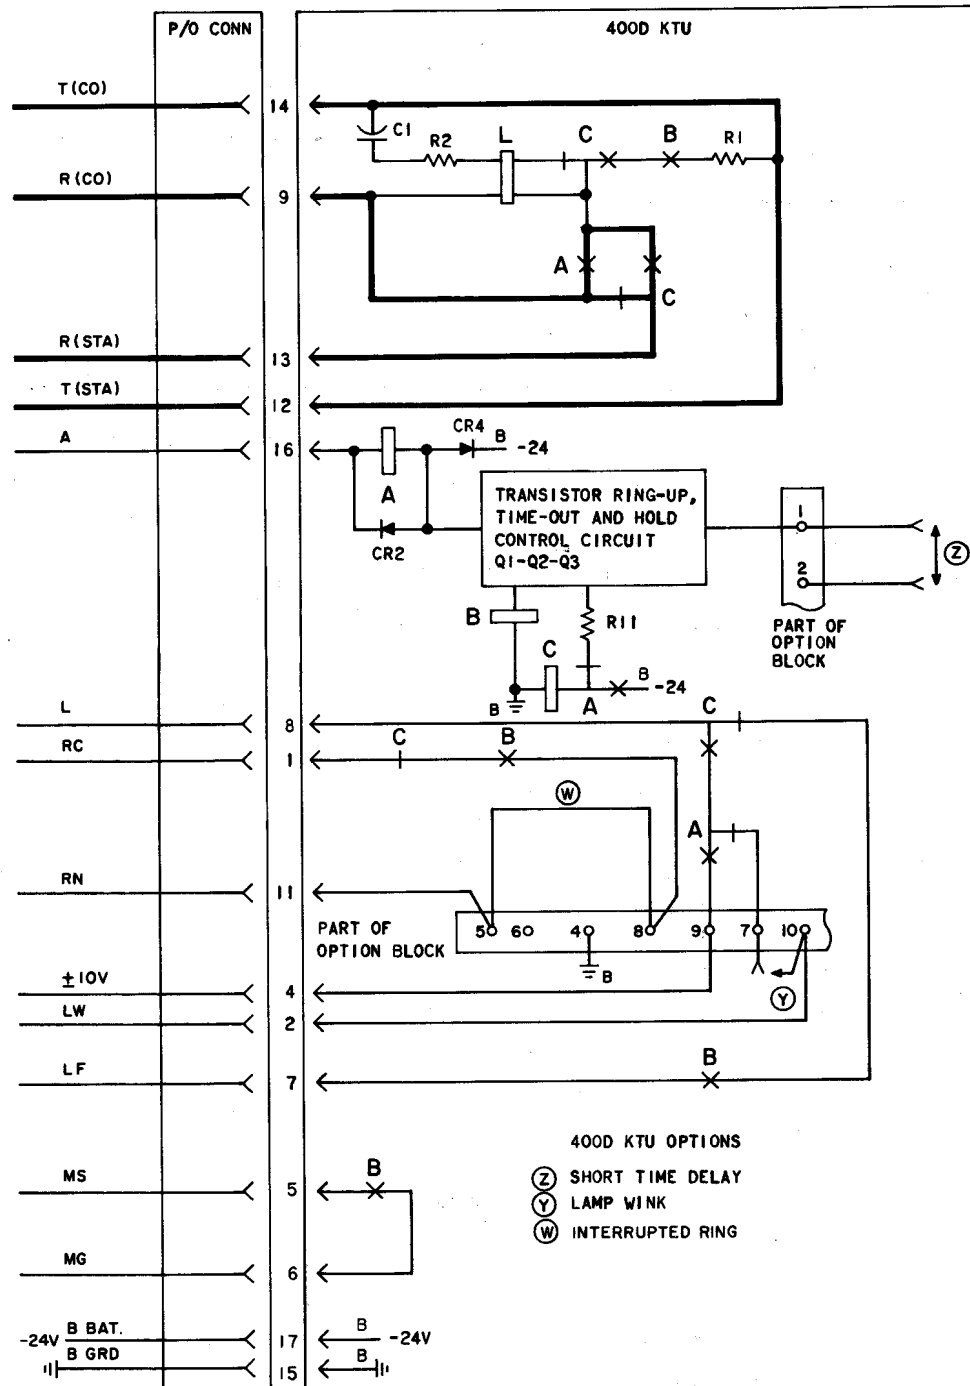 P/O CONN
400D KTU
T(CO)
14
C1
R2
L
C
B
R1
R(CO)
9
A
C
R(STA)
13
T(STA)
12
A
16
CR4
B
-24
A
CR2
TRANSISTOR RING-UP,
TIME-OUT AND HOLD
CONTROL CIRCUIT
Q1-Q2-Q3
1
2
Z
PART OF
OPTION
BLOCK
B
R11
C
B
-24
B
A
L
8
C
RC
1
C
B
W
A
RN
11
PART OF
OPTION BLOCK
5
6
4
8
9
7
10
B
±10V
4
Y
LW
2
LF
7
B
400D KTU OPTIONS
Z SHORT TIME DELAY
Y LAMP WINK
W INTERRUPTED RING
MS
5
B
MG
6
-24V
B BAT.
17
B
-24V
B GRD
15
B